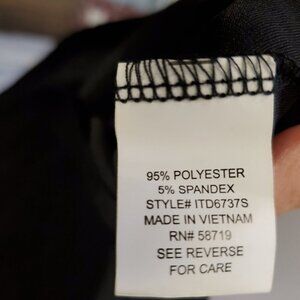 95% POLYESTER
5% SPANDEX
STYLE# ITD6737S
MADE IN VIETNAM
RN# 58719
SEE REVERSE
FOR CARE